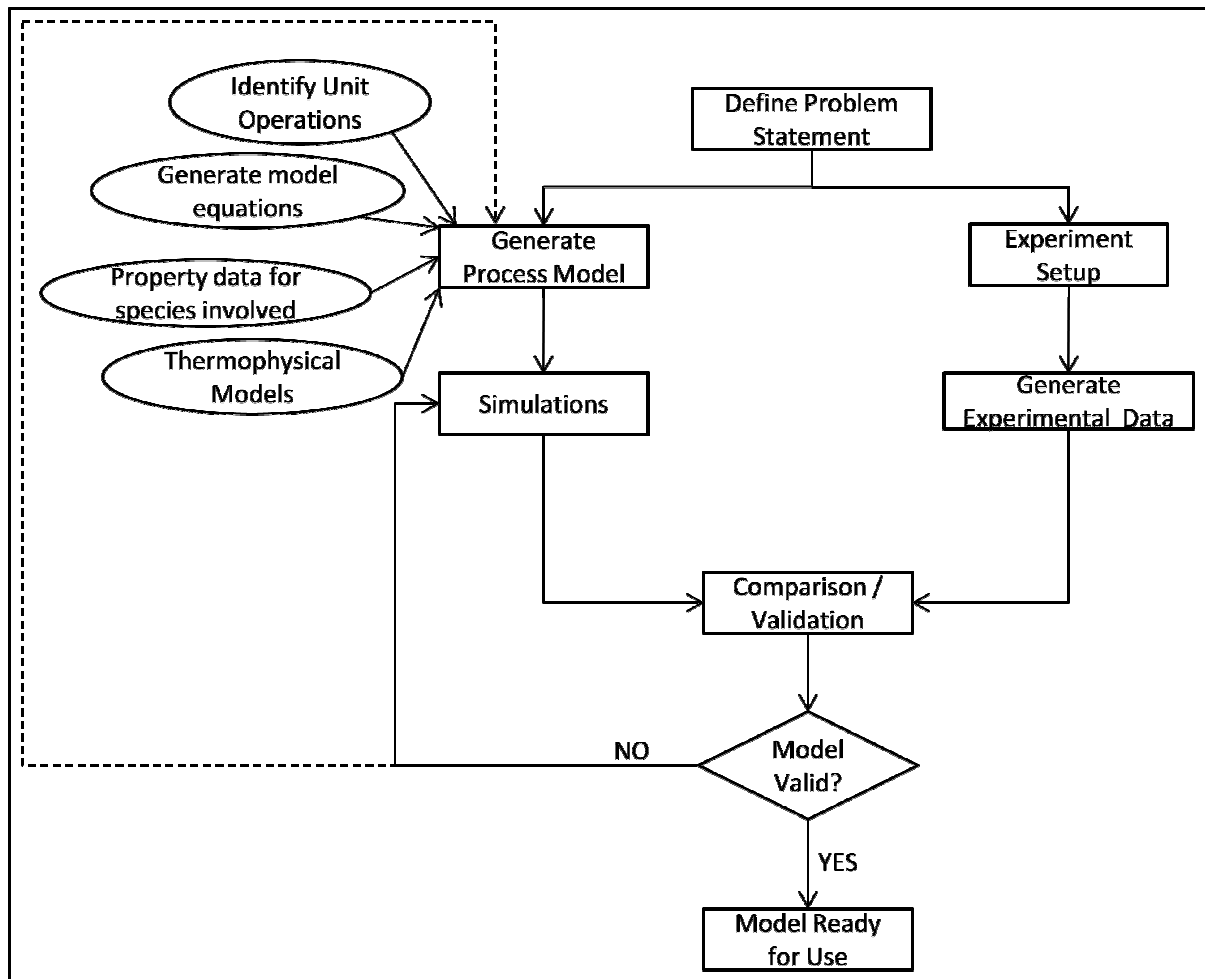 Identify Unit
Operations
Define Problem
Statement
Generate model
equations
Generate
Process Model
Experiment
Setup
Property data for
species involved
Thermophysical
Models
Simulations
Generate
Experimental Data
Comparison /
Validation
NO
Model
Valid?
YES
Model Ready
for Use